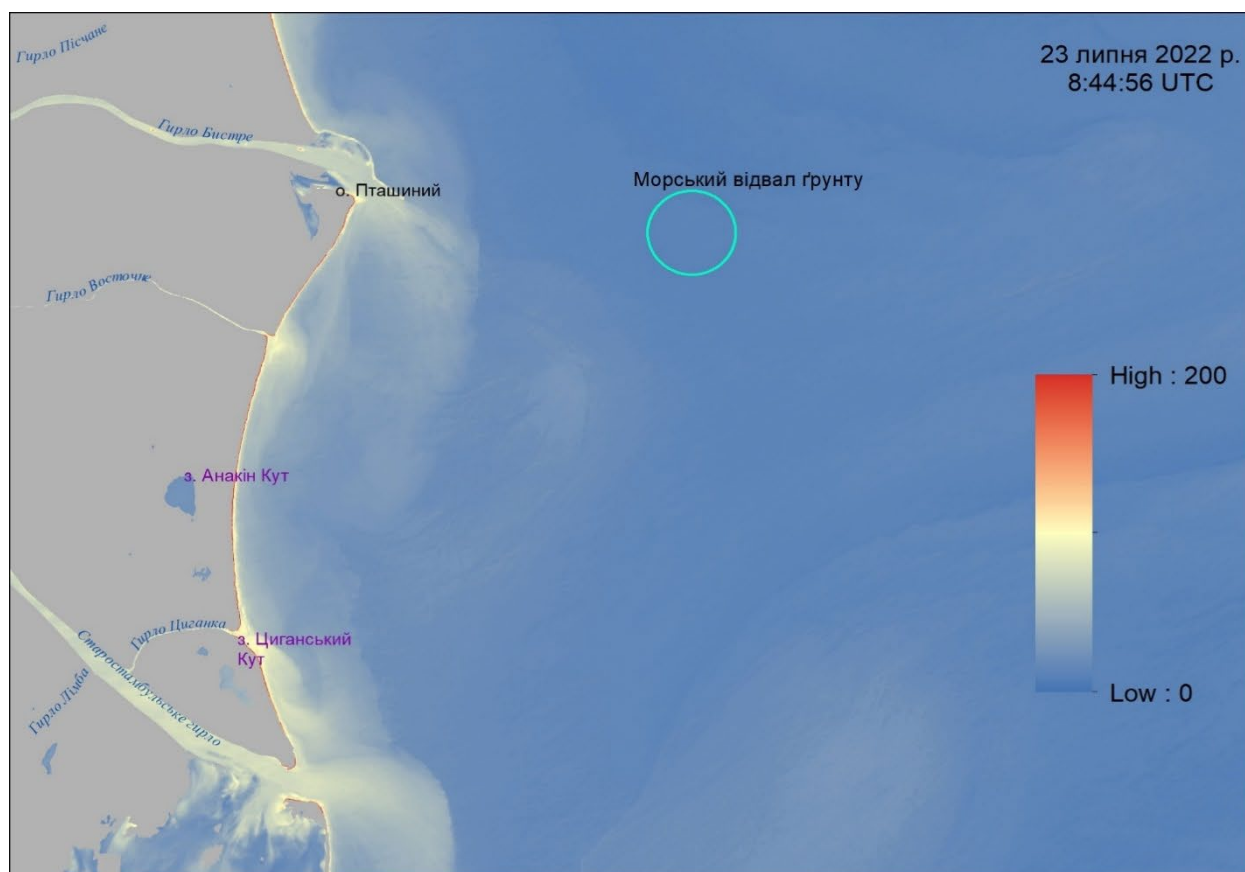 Гирло Пісчане
23 липня 2022 р.
8:44:56 UTC
Гирло Бистре
о. Пташиний
Морський відвал ґрунту
Гирло Восточне
High : 200
з. Анакін Кут
Гирло Циганка
з. Циганський
Кут
Старостамбульське гирло
Гирло Лімба
Low : 0